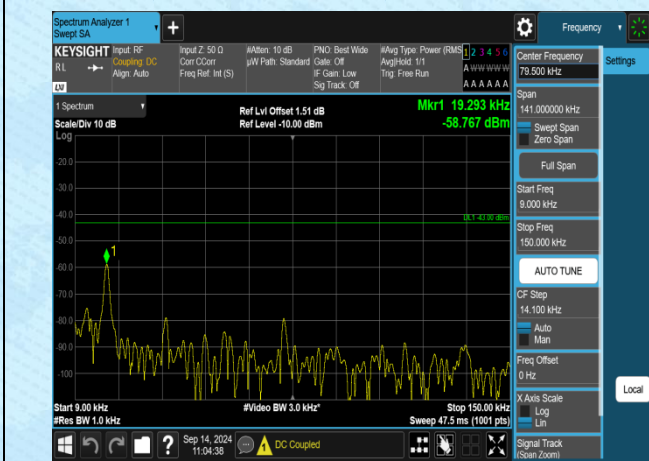 Spectrum Analyzer 1
Swept SA
+
Frequency
KEYSIGHT
RL
LXI
Input: RF
Coupling: DC
Align: Auto
Input Z: 50 Ω
Corr CCorr
Freq Ref: Int (S)
#Atten: 10 dB
µW Path: Standard
PNO: Best Wide
Gate: Off
IF Gain: Low
Sig Track: Off
#Avg Type: Power (RMS
Avg|Hold: 1/1
Trig: Free Run
1 2 3 4 5 6
A W W W W W
A A A A A A
1 Spectrum
Scale/Div 10 dB
Log
Ref Lvl Offset 1.51 dB
Ref Level -10.00 dBm
Mkr1 19.293 kHz
-58.767 dBm
-20.0
-30.0
-40.0
-50.0
-60.0
-70.0
-80.0
-90.0
-100
DL1 -43.00 dBm
1
Start 9.00 kHz
#Res BW 1.0 kHz
#Video BW 3.0 kHz*
Stop 150.00 kHz
Sweep 47.5 ms (1001 pts)
?
Sep 14, 2024
11:04:38
DC Coupled
Center Frequency
79.500 kHz
Span
141.000000 kHz
Swept Span
Zero Span
Full Span
Start Freq
9.000 kHz
Stop Freq
150.000 kHz
AUTO TUNE
CF Step
14.100 kHz
Auto
Man
Freq Offset
0 Hz
X Axis Scale
Log
Lin
Signal Track
(Span Zoom)
Settings
Local